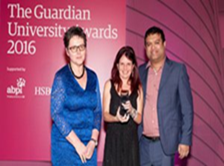 The Guardian
University Awards
2016
Supported by
abpi
HSB